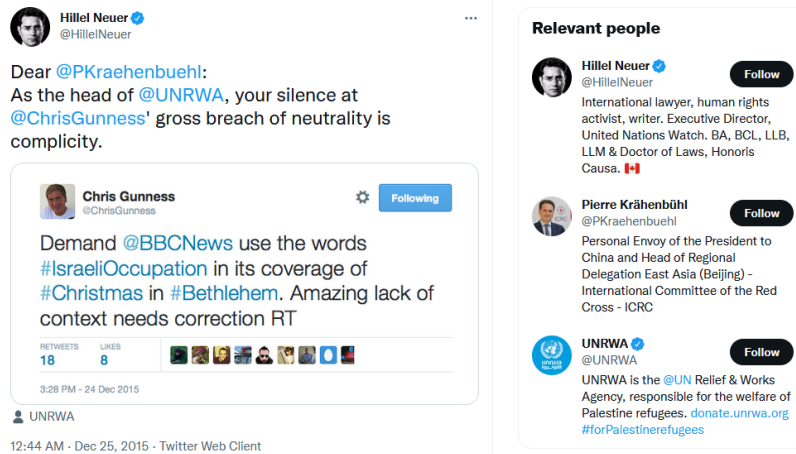 Hillel Neuer
@HillelNeuer
Dear @PKraehenbuehl:
As the head of @UNRWA, your silence at
@ChrisGunness' gross breach of neutrality is
complicity.
Chris Gunness
@ChrisGunness
Following
Demand @BBCNews use the words
#IsraeliOccupation in its coverage of
#Christmas in #Bethlehem. Amazing lack of
context needs correction RT
RETWEETS LIKES
18 8
3:28 PM - 24 Dec 2015
UNRWA
12:44 AM · Dec 25, 2015 · Twitter Web Client
Relevant people
Hillel Neuer
@HillelNeuer
Follow
International lawyer, human rights
activist, writer. Executive Director,
United Nations Watch. BA, BCL, LLB,
LLM & Doctor of Laws, Honoris
Causa.
Pierre Krähenbühl
@PKraehenbuehl
Follow
Personal Envoy of the President to
China and Head of Regional
Delegation East Asia (Beijing) -
International Committee of the Red
Cross - ICRC
UNRWA
@UNRWA
Follow
UNRWA is the @UN Relief & Works
Agency, responsible for the welfare of
Palestine refugees. donate.unrwa.org
#forPalestinerefugees